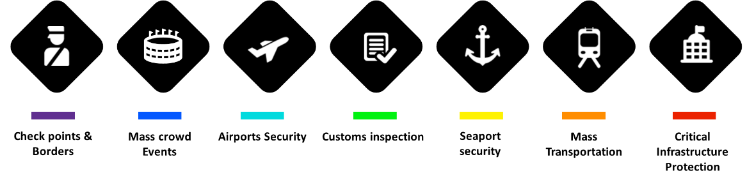 Check points &
Borders
Mass crowd
Events
Airports Security
Customs inspection
Seaport
security
Mass
Transportation
Critical
Infrastructure
Protection